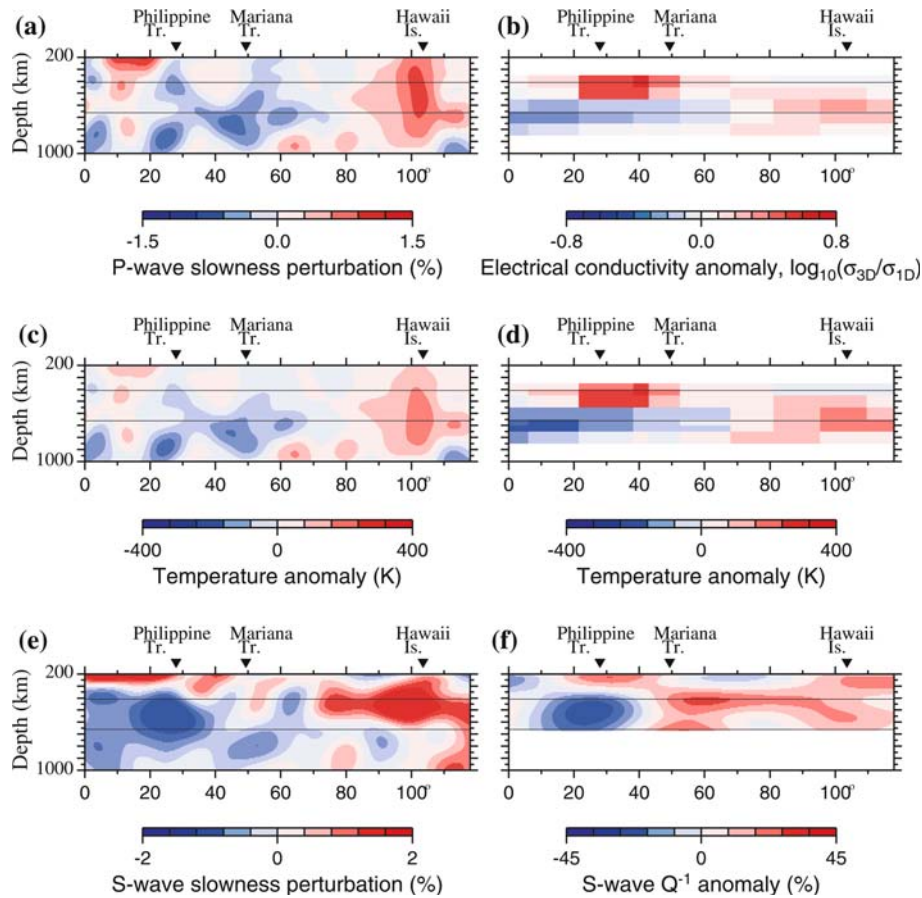 Philippine Mariana Hawaii Philippine Mariana Hawaii
(a) Tr. Tr. Is. (b) Tr. Tr. Is.
200
Depth (km)
1000
0 20 40 60 80 100° 0 20 40 60 80 100°
-1.5 0.0 1.5 -0.8 0.0 0.8
P-wave slowness perturbation (%) Electrical conductivity anomaly, log10(σ3D/σ1D)
Philippine Mariana Hawaii Philippine Mariana Hawaii
(c) Tr. Tr. Is. (d) Tr. Tr. Is.
200
Depth (km)
1000
0 20 40 60 80 100° 0 20 40 60 80 100°
-400 0 400 -400 0 400
Temperature anomaly (K) Temperature anomaly (K)
Philippine Mariana Hawaii Philippine Mariana Hawaii
(e) Tr. Tr. Is. (f) Tr. Tr. Is.
200
Depth (km)
1000
0 20 40 60 80 100° 0 20 40 60 80 100°
-2 0 2 -45 0 45
S-wave slowness perturbation (%) S-wave Q-1 anomaly (%)